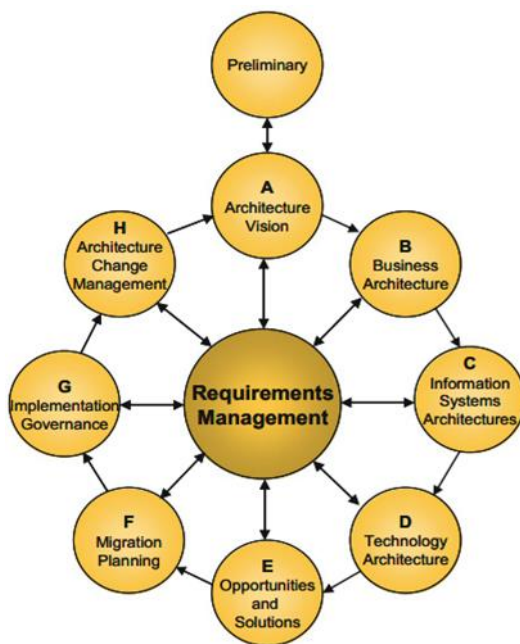 Preliminary
A
Architecture
Vision
B
Business
Architecture
C
Information
Systems
Architectures
D
Technology
Architecture
E
Opportunities
and
Solutions
F
Migration
Planning
G
Implementation
Governance
H
Architecture
Change
Management
Requirements
Management